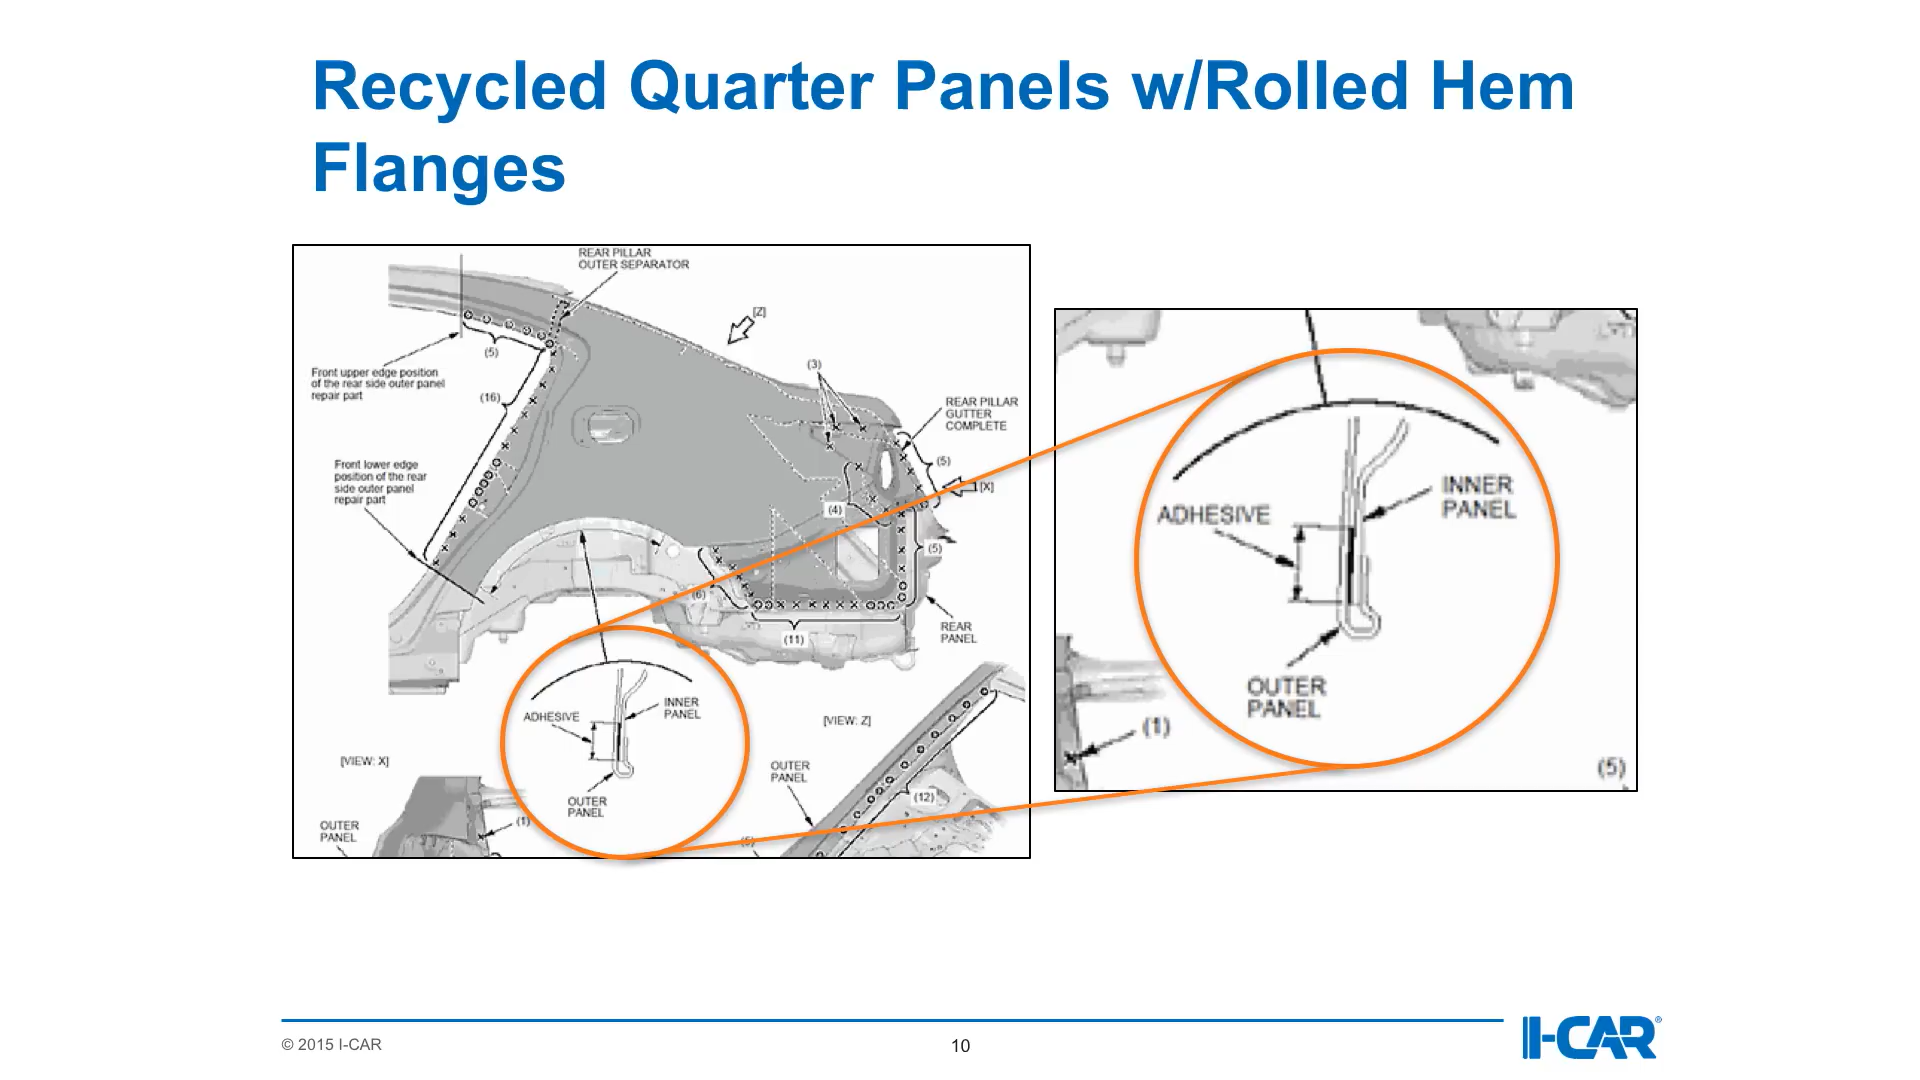 Recycled Quarter Panels w/Rolled Hem
Flanges
REAR PILLAR
OUTER SEPARATOR
[Z]
(5)
(3)
Front upper edge position
of the rear side outer panel
repair part
(16)
REAR PILLAR
GUTTER
COMPLETE
(5)
Front lower edge
position of the rear
side outer panel
repair part
[X]
(4)
(5)
(6)
(11)
REAR
PANEL
ADHESIVE
INNER
PANEL
OUTER
PANEL
[VIEW: Z]
[VIEW: X]
OUTER
PANEL
(12)
OUTER
PANEL
(1)
(5)
ADHESIVE
INNER
PANEL
OUTER
PANEL
(1)
(5)
© 2015 I-CAR
10
I-CAR®